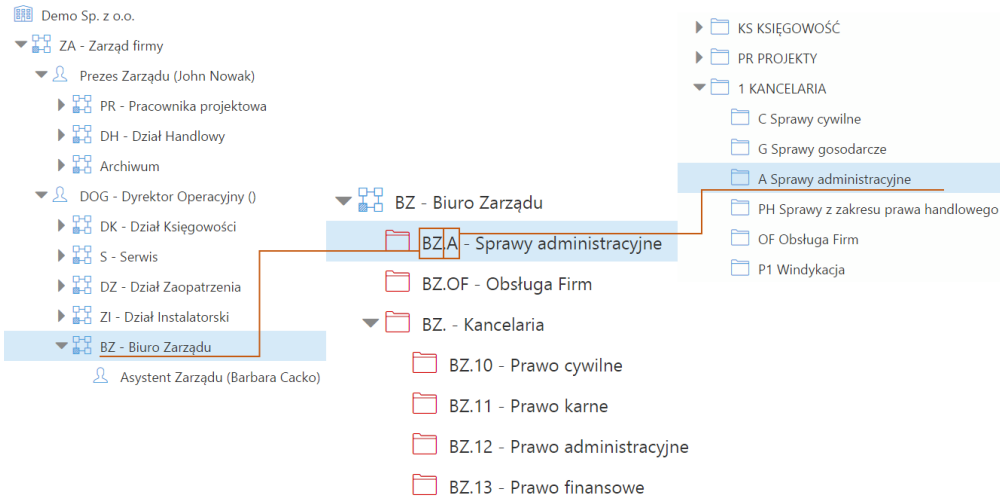 Demo Sp. z o.o.
ZA - Zarząd firmy
Prezes Zarządu (John Nowak)
PR - Pracownika projektowa
DH - Dział Handlowy
Archiwum
DOG - Dyrektor Operacyjny ()
DK - Dział Księgowości
S - Serwis
DZ - Dział Zaopatrzenia
ZI - Dział Instalatorski
BZ - Biuro Zarządu
Asystent Zarządu (Barbara Cacko)
BZ - Biuro Zarządu
BZ.A - Sprawy administracyjne
BZ.OF - Obsługa Firm
BZ. - Kancelaria
BZ.10 - Prawo cywilne
BZ.11 - Prawo karne
BZ.12 - Prawo administracyjne
BZ.13 - Prawo finansowe
KS KSIĘGOWOŚĆ
PR PROJEKTY
1 KANCELARIA
C Sprawy cywilne
G Sprawy gosodarcze
A Sprawy administracyjne
PH Sprawy z zakresu prawa handlowego
OF Obsługa Firm
P1 Windykacja